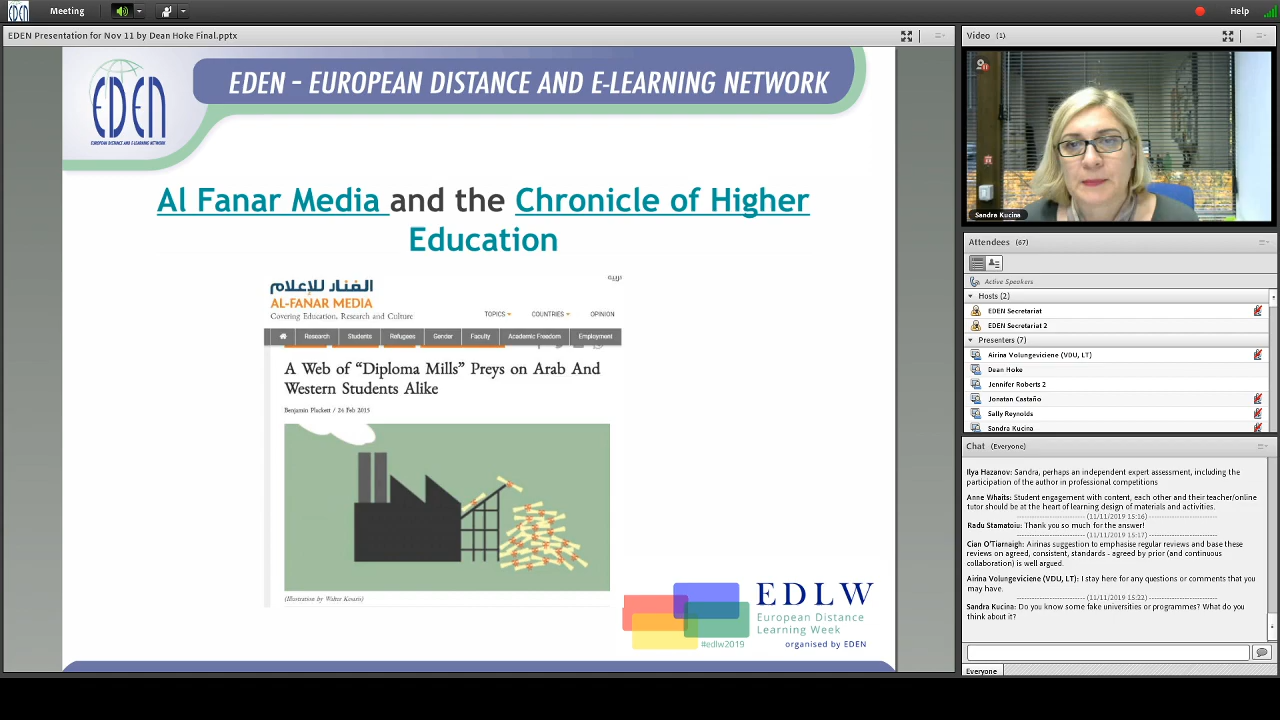 Meeting
Help
EDEN Presentation for Nov 11 by Dean Hoke Final.pptx
EDEN
EUROPEAN DISTANCE AND E-LEARNING NETWORK
EDEN – EUROPEAN DISTANCE AND E-LEARNING NETWORK
Al Fanar Media and the Chronicle of Higher
Education
الفنار للإعلام
AL-FANAR MEDIA
Covering Education, Research and Culture
TOPICS COUNTRIES OPINION
Research Students Refugees Gender Faculty Academic Freedom Employment
A Web of “Diploma Mills” Preys on Arab And
Western Students Alike
Benjamin Plackett / 26 Feb 2015
(Illustration by Walter Kosaris)
EDLW
European Distance
Learning Week
#edlw2019
organised by EDEN
Video (1)
Sandra Kucina
Attendees (67)
Active Speakers
Hosts (2)
EDEN Secretariat
EDEN Secretariat 2
Presenters (7)
Airina Volungeviciene (VDU, LT)
Dean Hoke
Jennifer Roberts 2
Jonatan Castaño
Sally Reynolds
Sandra Kucina
Chat (Everyone)
Ilya Hazanov: Sandra, perhaps an independent expert assessment, including the
participation of the author in professional competitions
Anne Whaits: Student engagement with content, each other and their teacher/online
tutor should be at the heart of learning design of materials and activities.
(11/11/2019 15:16)
Radu Stamatoiu: Thank you so much for the answer!
(11/11/2019 15:17)
Cian O'Tiarnaigh: Airinas suggestion to emphasise regular reviews and base these
reviews on agreed, consistent, standards - agreed by prior (and continuous
collaboration) is well argued.
Airina Volungeviciene (VDU, LT): I stay here for any questions or comments that you
may have.
(11/11/2019 15:22)
Sandra Kucina: Do you know some fake universities or programmes? What do you
think about it?
Everyone